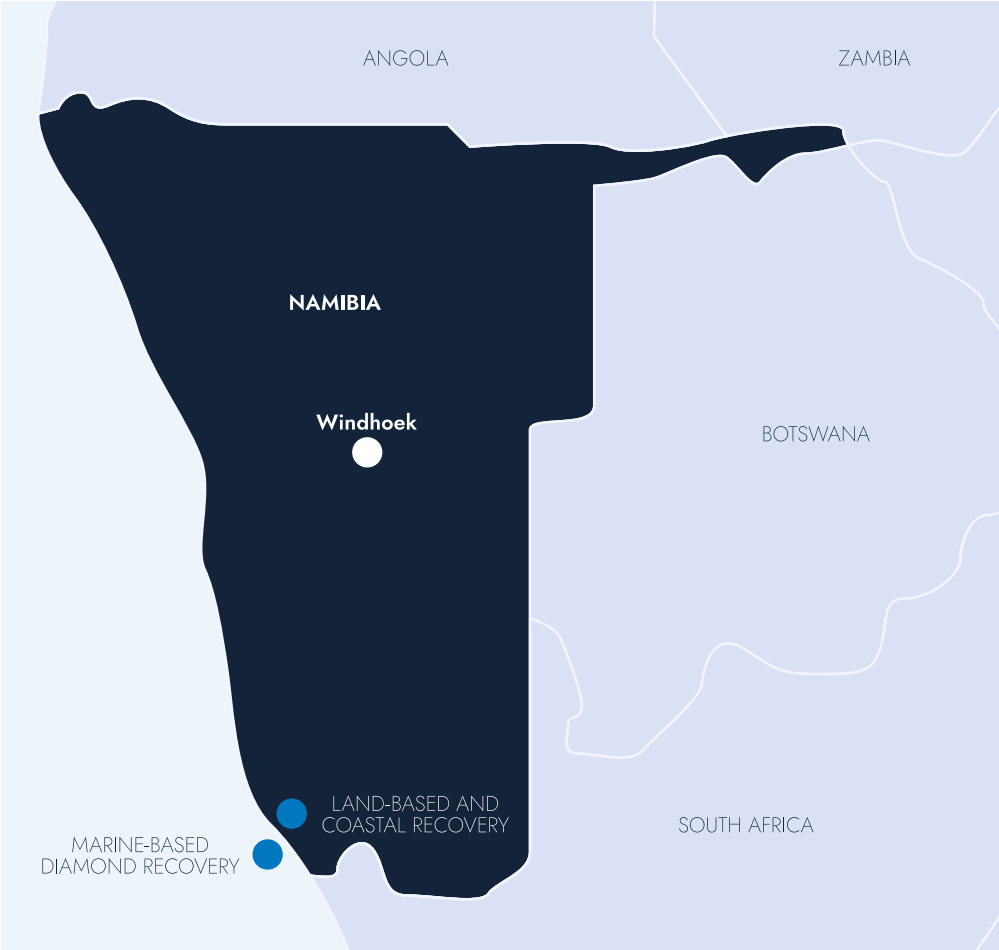 ANGOLA
ZAMBIA
NAMIBIA
Windhoek
BOTSWANA
LAND-BASED AND
COASTAL RECOVERY
SOUTH AFRICA
MARINE-BASED
DIAMOND RECOVERY